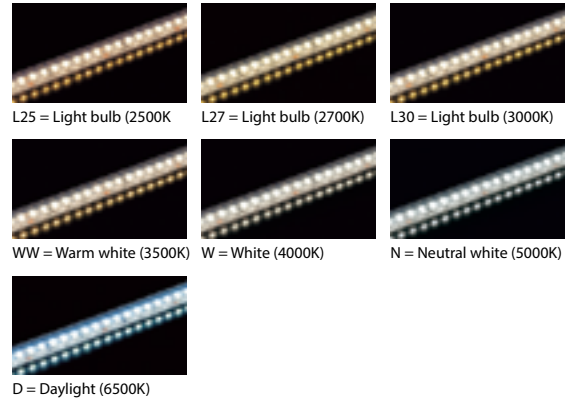 L25 = Light bulb (2500K
L27 = Light bulb (2700K)
L30 = Light bulb (3000K)
WW = Warm white (3500K)
W = White (4000K)
N = Neutral white (5000K)
D = Daylight (6500K)